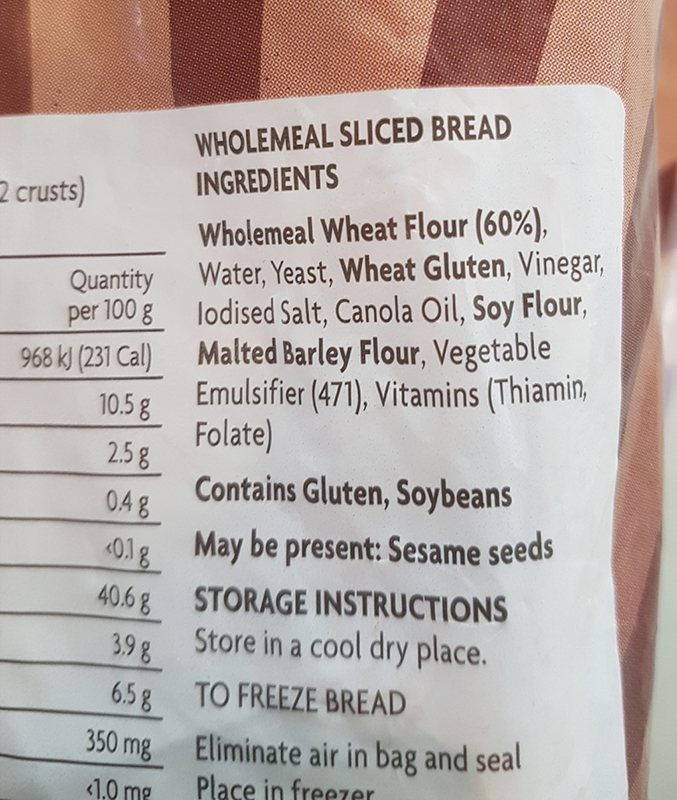 2 crusts)
Quantity
per 100 g
968 kJ (231 Cal)
10.5 g
2.5 g
0.4 g
<0.1 g
40.6 g
3.9 g
6.5 g
350 mg
<1.0 mg
WHOLEMEAL SLICED BREAD
INGREDIENTS
Wholemeal Wheat Flour (60%),
Water, Yeast, Wheat Gluten, Vinegar,
Iodised Salt, Canola Oil, Soy Flour,
Malted Barley Flour, Vegetable
Emulsifier (471), Vitamins (Thiamin,
Folate)
Contains Gluten, Soybeans
May be present: Sesame seeds
STORAGE INSTRUCTIONS
Store in a cool dry place.
TO FREEZE BREAD
Eliminate air in bag and seal
Place in freezer